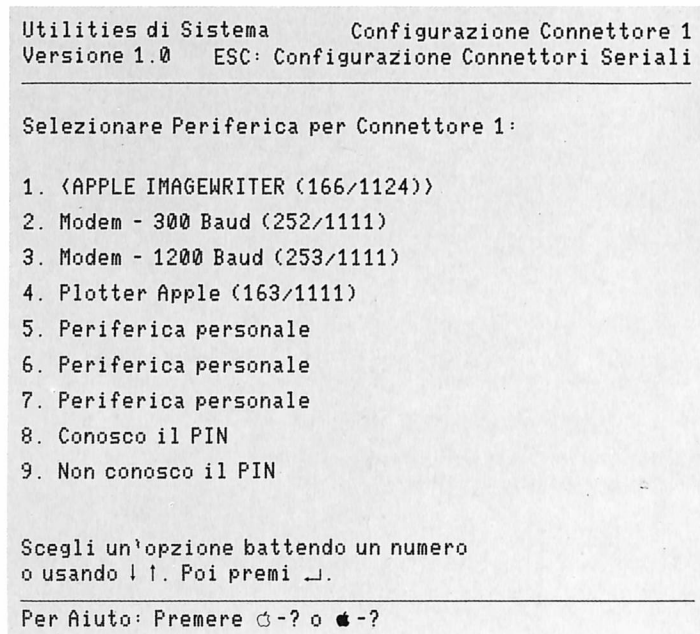 Utilities di Sistema Configurazione Connettore 1
Versione 1.0 ESC: Configurazione Connettori Seriali
Selezionare Periferica per Connettore 1:
1. <APPLE IMAGEWRITER (166/1124)>
2. Modem - 300 Baud (252/1111)
3. Modem - 1200 Baud (253/1111)
4. Plotter Apple (163/1111)
5. Periferica personale
6. Periferica personale
7. Periferica personale
8. Conosco il PIN
9. Non conosco il PIN
Scegli un'opzione battendo un numero
o usando ↓ ↑. Poi premi ↵.
Per Aiuto: Premere -? o -?